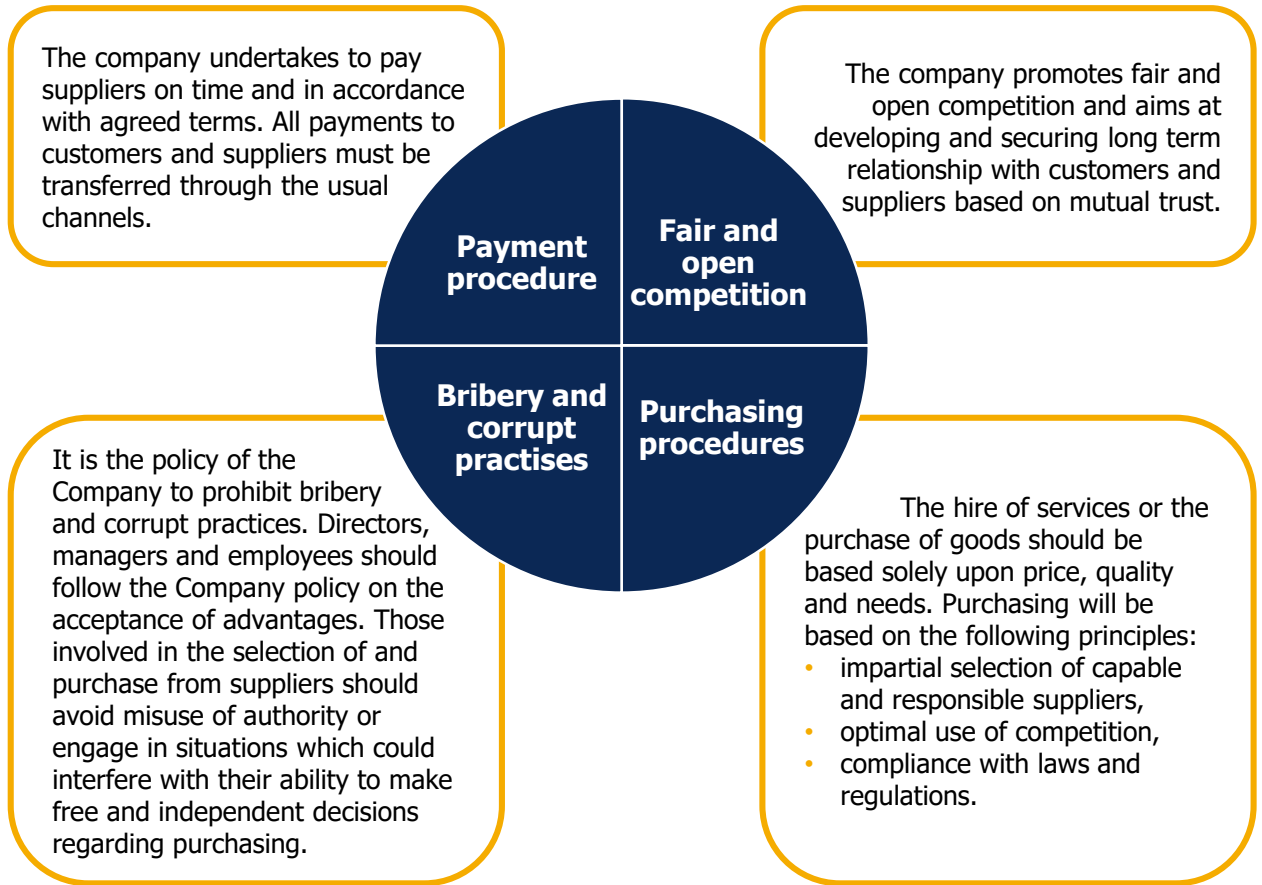 The company undertakes to pay
suppliers on time and in accordance
with agreed terms. All payments to
customers and suppliers must be
transferred through the usual
channels.
The company promotes fair and
open competition and aims at
developing and securing long term
relationship with customers and
suppliers based on mutual trust.
Payment
procedure
Fair and
open
competition
Bribery and
corrupt
practises
Purchasing
procedures
It is the policy of the
Company to prohibit bribery
and corrupt practices. Directors,
managers and employees should
follow the Company policy on the
acceptance of advantages. Those
involved in the selection of and
purchase from suppliers should
avoid misuse of authority or
engage in situations which could
interfere with their ability to make
free and independent decisions
regarding purchasing.
The hire of services or the
purchase of goods should be
based solely upon price, quality
and needs. Purchasing will be
based on the following principles:
• impartial selection of capable
and responsible suppliers,
• optimal use of competition,
• compliance with laws and
regulations.